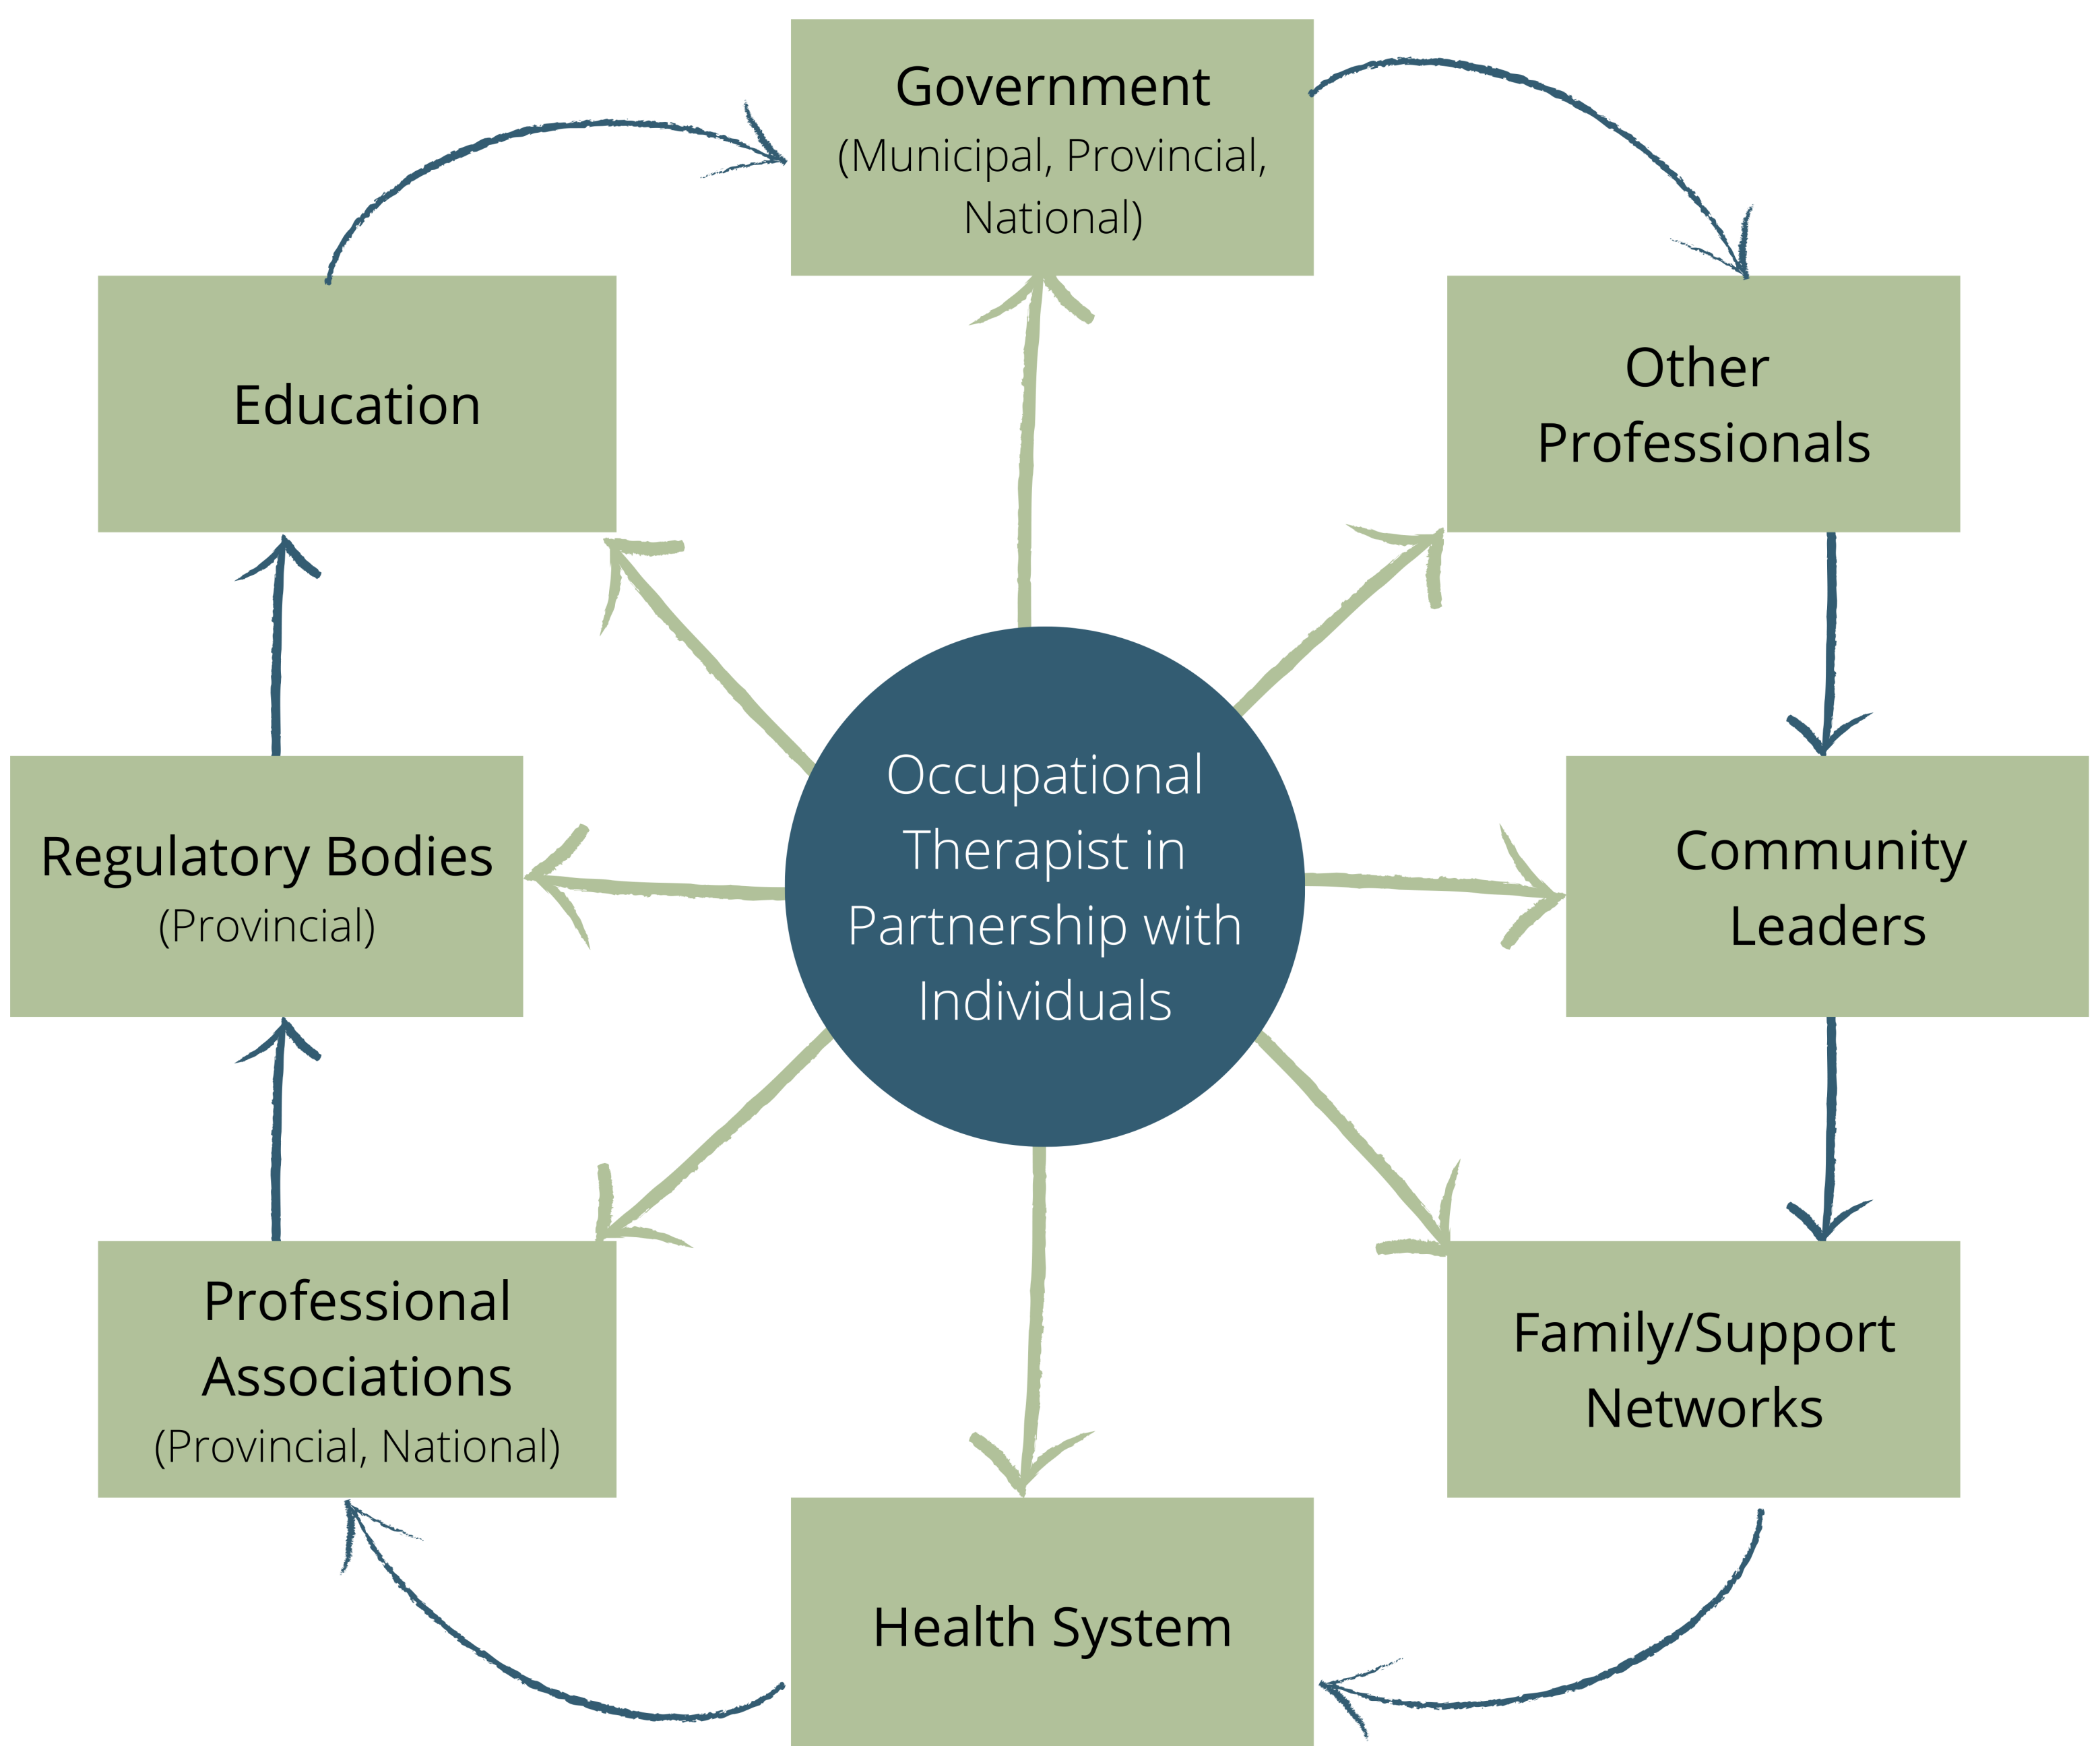 Government
(Municipal, Provincial,
National)
Education
Other
Professionals
Occupational
Therapist in
Partnership with
Individuals
Regulatory Bodies
(Provincial)
Community
Leaders
Professional
Associations
(Provincial, National)
Family/Support
Networks
Health System